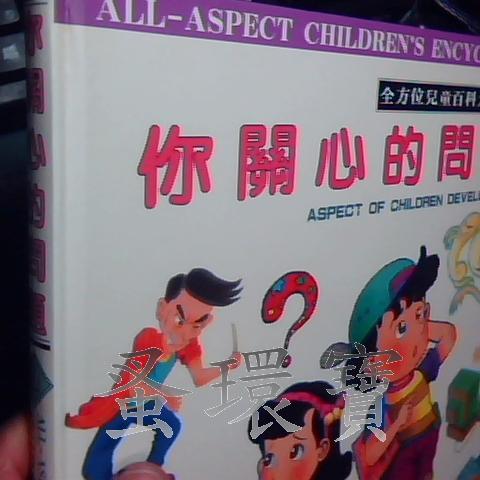 ALL-ASPECT CHILDREN'S ENCYC
全方位兒童百科
你關心的問
ASPECT OF CHILDREN DEVEL
你關心的問題
蚤環寶